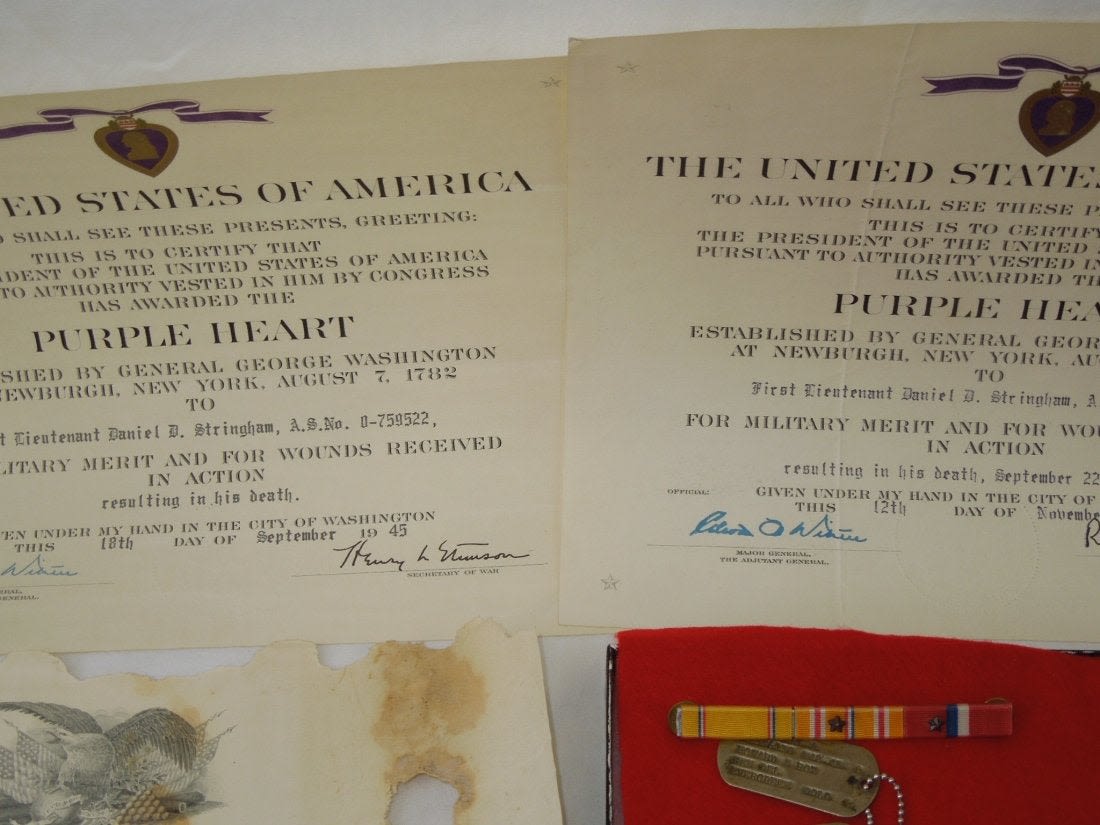 ED STATES OF AMERICA
SHALL SEE THESE PRESENTS, GREETING:
THIS IS TO CERTIFY THAT
DENT OF THE UNITED STATES OF AMERICA
TO AUTHORITY VESTED IN HIM BY CONGRESS
HAS AWARDED THE
PURPLE HEART
SHED BY GENERAL GEORGE WASHINGTON
NEWBURGH, NEW YORK, AUGUST 7, 1782
TO
t Lieutenant Daniel D. Stringham, A.S.No. O-759522,
LITARY MERIT AND FOR WOUNDS RECEIVED
IN ACTION
resulting in his death.
VEN UNDER MY HAND IN THE CITY OF WASHINGTON
THIS 18th DAY OF September 1945
Henry L Stimson
SECRETARY OF WAR
ERAL.
GENERAL.
THE UNITED STATES
TO ALL WHO SHALL SEE THESE P
THIS IS TO CERTIFY
THE PRESIDENT OF THE UNITED
PURSUANT TO AUTHORITY VESTED IN
HAS AWARDED TH
PURPLE HEA
ESTABLISHED BY GENERAL GEOR
AT NEWBURGH, NEW YORK, AU
TO
First Lieutenant Daniel D. Stringham, A.
FOR MILITARY MERIT AND FOR WOU
IN ACTION
resulting in his death, September 22
OFFICIAL: GIVEN UNDER MY HAND IN THE CITY OF
THIS 12th DAY OF November
MAJOR GENERAL,
THE ADJUTANT GENERAL.